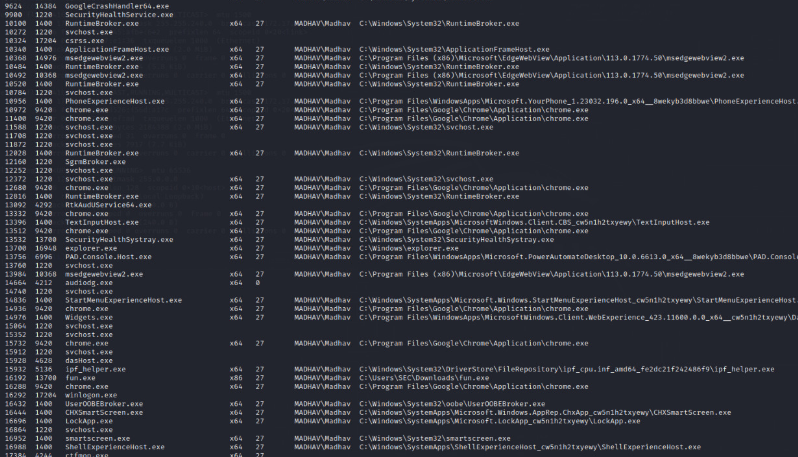 9624 14384 GoogleCrashHandler64.exe
9900 1220 SecurityHealthService.exe
10100 1400 RuntimeBroker.exe x64 27 MADHAV\Madhav C:\Windows\System32\RuntimeBroker.exe
10272 1220 svchost.exe
10324 17204 csrss.exe
10340 1400 ApplicationFrameHost.exe x64 27 MADHAV\Madhav C:\Windows\System32\ApplicationFrameHost.exe
10368 14976 msedgewebview2.exe x64 27 MADHAV\Madhav C:\Program Files (x86)\Microsoft\EdgeWebView\Application\113.0.1774.50\msedgewebview2.exe
10484 1400 RuntimeBroker.exe x64 27 MADHAV\Madhav C:\Windows\System32\RuntimeBroker.exe
10492 10368 msedgewebview2.exe x64 27 MADHAV\Madhav C:\Program Files (x86)\Microsoft\EdgeWebView\Application\113.0.1774.50\msedgewebview2.exe
10520 1400 RuntimeBroker.exe x64 27 MADHAV\Madhav C:\Windows\System32\RuntimeBroker.exe
10784 1220 svchost.exe
10956 1400 PhoneExperienceHost.exe x64 27 MADHAV\Madhav C:\Program Files\WindowsApps\Microsoft.YourPhone_1.23032.196.0_x64__8wekyb3d8bbwe\PhoneExperienceHost.
10972 9420 chrome.exe x64 27 MADHAV\Madhav C:\Program Files\Google\Chrome\Application\chrome.exe
11400 9420 chrome.exe x64 27 MADHAV\Madhav C:\Program Files\Google\Chrome\Application\chrome.exe
11588 1220 svchost.exe x64 27 MADHAV\Madhav C:\Windows\System32\svchost.exe
11708 1220 svchost.exe
11872 1220 svchost.exe
12028 1400 RuntimeBroker.exe x64 27 MADHAV\Madhav C:\Windows\System32\RuntimeBroker.exe
12160 1220 SgrmBroker.exe
12252 1220 svchost.exe
12372 1220 svchost.exe x64 27 MADHAV\Madhav C:\Windows\System32\svchost.exe
12680 9420 chrome.exe x64 27 MADHAV\Madhav C:\Program Files\Google\Chrome\Application\chrome.exe
12816 1400 RuntimeBroker.exe x64 27 MADHAV\Madhav C:\Windows\System32\RuntimeBroker.exe
13092 4292 RtkAudUService64.exe x64 27
13332 9420 chrome.exe x64 27 MADHAV\Madhav C:\Program Files\Google\Chrome\Application\chrome.exe
13396 1400 TextInputHost.exe x64 27 MADHAV\Madhav C:\Windows\SystemApps\MicrosoftWindows.Client.CBS_cw5n1h2txyewy\TextInputHost.exe
13512 9420 chrome.exe x64 27 MADHAV\Madhav C:\Program Files\Google\Chrome\Application\chrome.exe
13532 13700 SecurityHealthSystray.exe x64 27 MADHAV\Madhav C:\Windows\System32\SecurityHealthSystray.exe
13700 16948 explorer.exe x64 27 MADHAV\Madhav C:\Windows\explorer.exe
13756 6996 PAD.Console.Host.exe x64 27 MADHAV\Madhav C:\Program Files\WindowsApps\Microsoft.PowerAutomateDesktop_10.0.6613.0_x64__8wekyb3d8bbwe\PAD.Consol
13760 1220 svchost.exe
13984 10368 msedgewebview2.exe x64 27 MADHAV\Madhav C:\Program Files (x86)\Microsoft\EdgeWebView\Application\113.0.1774.50\msedgewebview2.exe
14664 4212 audiodg.exe x64 0
14740 1220 svchost.exe
14836 1400 StartMenuExperienceHost.exe x64 27 MADHAV\Madhav C:\Windows\SystemApps\Microsoft.Windows.StartMenuExperienceHost_cw5n1h2txyewy\StartMenuExperienceHost.
14936 9420 chrome.exe x64 27 MADHAV\Madhav C:\Program Files\Google\Chrome\Application\chrome.exe
14976 1400 Widgets.exe x64 27 MADHAV\Madhav C:\Program Files\WindowsApps\MicrosoftWindows.Client.WebExperience_423.11600.0.0_x64__cw5n1h2txyewy\Da
15064 1220 svchost.exe
15352 1220 svchost.exe
15732 9420 chrome.exe x64 27 MADHAV\Madhav C:\Program Files\Google\Chrome\Application\chrome.exe
15912 1220 svchost.exe
15928 4628 dasHost.exe
15932 5136 ipf_helper.exe x64 27 MADHAV\Madhav C:\Windows\System32\DriverStore\FileRepository\ipf_cpu.inf_amd64_fe2dc21f242486f9\ipf_helper.exe
16192 13700 fun.exe x86 27 MADHAV\Madhav C:\Users\SEC\Downloads\fun.exe
16288 9420 chrome.exe x64 27 MADHAV\Madhav C:\Program Files\Google\Chrome\Application\chrome.exe
16292 17204 winlogon.exe x64 27
16432 1400 UserOOBEBroker.exe x64 27 MADHAV\Madhav C:\Windows\System32\oobe\UserOOBEBroker.exe
16444 1400 CHXSmartScreen.exe x64 27 MADHAV\Madhav C:\Windows\SystemApps\Microsoft.Windows.AppRep.ChxApp_cw5n1h2txyewy\CHXSmartScreen.exe
16696 1400 LockApp.exe x64 27 MADHAV\Madhav C:\Windows\SystemApps\Microsoft.LockApp_cw5n1h2txyewy\LockApp.exe
16864 1220 svchost.exe
16952 1400 smartscreen.exe x64 27 MADHAV\Madhav C:\Windows\System32\smartscreen.exe
16988 1400 ShellExperienceHost.exe x64 27 MADHAV\Madhav C:\Windows\SystemApps\ShellExperienceHost_cw5n1h2txyewy\ShellExperienceHost.exe
17384 4244 ctfmon.exe x64 27